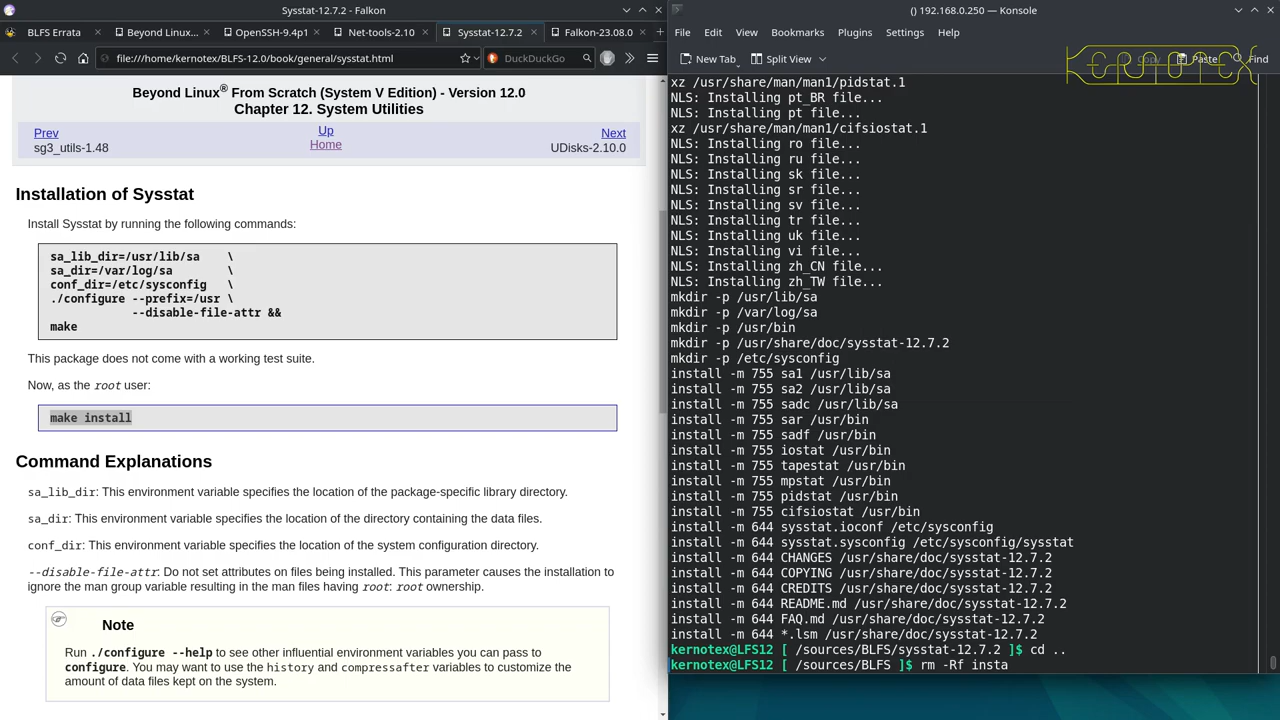 Sysstat-12.7.2 - Falkon
BLFS Errata
Beyond Linux...
OpenSSH-9.4p1
Net-tools-2.10
Sysstat-12.7.2
Falkon-23.08.0
file:///home/kernotex/BLFS-12.0/book/general/sysstat.html
DuckDuckGo
Beyond Linux® From Scratch (System V Edition) - Version 12.0
Chapter 12. System Utilities
Prev
Up
Next
sg3_utils-1.48
Home
UDisks-2.10.0
Installation of Sysstat
Install Sysstat by running the following commands:
sa_lib_dir=/usr/lib/sa    \
sa_dir=/var/log/sa        \
conf_dir=/etc/sysconfig   \
./configure --prefix=/usr \
            --disable-file-attr &&
make
This package does not come with a working test suite.
Now, as the root user:
make install
Command Explanations
sa_lib_dir: This environment variable specifies the location of the package-specific library directory.
sa_dir: This environment variable specifies the location of the directory containing the data files.
conf_dir: This environment variable specifies the location of the system configuration directory.
--disable-file-attr: Do not set attributes on files being installed. This parameter causes the installation to
ignore the man group variable resulting in the man files having root: root ownership.
Note
Run ./configure --help to see other influential environment variables you can pass to
configure. You may want to use the history and compressafter variables to customize the
amount of data files kept on the system.
() 192.168.0.250 — Konsole
File Edit View Bookmarks Plugins Settings Help
New Tab
Split View
Copy
Paste
Find
KERNOTEX
xz /usr/share/man/man1/pidstat.1
NLS: Installing pt_BR file...
NLS: Installing pt file...
xz /usr/share/man/man1/cifsiostat.1
NLS: Installing ro file...
NLS: Installing ru file...
NLS: Installing sk file...
NLS: Installing sr file...
NLS: Installing sv file...
NLS: Installing tr file...
NLS: Installing uk file...
NLS: Installing vi file...
NLS: Installing zh_CN file...
NLS: Installing zh_TW file...
mkdir -p /usr/lib/sa
mkdir -p /var/log/sa
mkdir -p /usr/bin
mkdir -p /usr/share/doc/sysstat-12.7.2
mkdir -p /etc/sysconfig
install -m 755 sa1 /usr/lib/sa
install -m 755 sa2 /usr/lib/sa
install -m 755 sadc /usr/lib/sa
install -m 755 sar /usr/bin
install -m 755 sadf /usr/bin
install -m 755 iostat /usr/bin
install -m 755 tapestat /usr/bin
install -m 755 mpstat /usr/bin
install -m 755 pidstat /usr/bin
install -m 755 cifsiostat /usr/bin
install -m 644 sysstat.ioconf /etc/sysconfig
install -m 644 sysstat.sysconfig /etc/sysconfig/sysstat
install -m 644 CHANGES /usr/share/doc/sysstat-12.7.2
install -m 644 COPYING /usr/share/doc/sysstat-12.7.2
install -m 644 CREDITS /usr/share/doc/sysstat-12.7.2
install -m 644 README.md /usr/share/doc/sysstat-12.7.2
install -m 644 FAQ.md /usr/share/doc/sysstat-12.7.2
install -m 644 *.lsm /usr/share/doc/sysstat-12.7.2
kernotex@LFS12 [ /sources/BLFS/sysstat-12.7.2 ]$ cd ..
kernotex@LFS12 [ /sources/BLFS ]$ rm -Rf insta